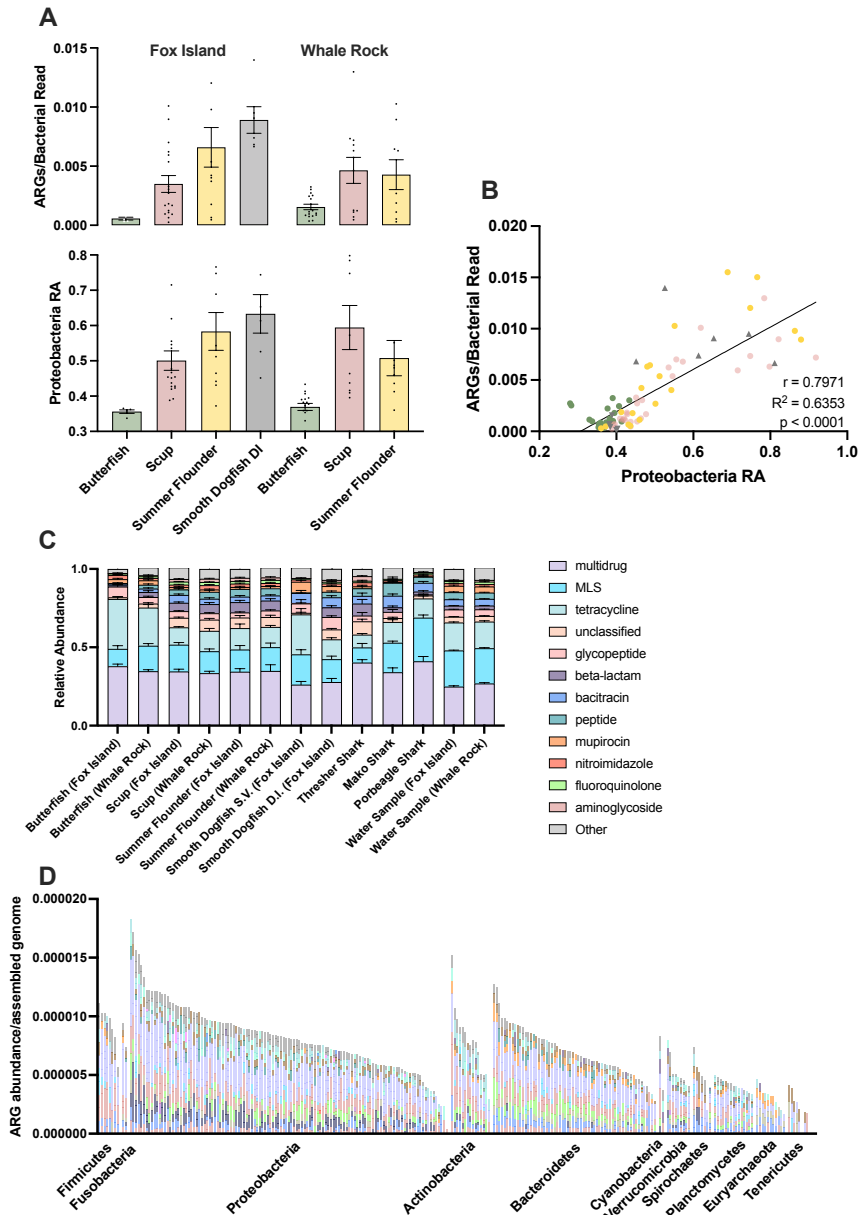 A
Fox Island
Whale Rock
0.015
0.010
0.005
0.000
ARGs/Bacterial Read
0.8
0.7
0.6
0.5
0.4
0.3
Proteobacteria RA
Butterfish
Scup
Summer Flounder
Smooth Dogfish DI
Butterfish
Scup
Summer Flounder
B
0.020
0.015
0.010
0.005
0.000
ARGs/Bacterial Read
r = 0.7971
R² = 0.6353
p < 0.0001
0.2 0.4 0.6 0.8 1.0
Proteobacteria RA
C
1.0
0.5
0.0
Relative Abundance
Butterfish (Fox Island)
Butterfish (Whale Rock)
Scup (Fox Island)
Scup (Whale Rock)
Summer Flounder (Fox Island)
Summer Flounder (Whale Rock)
Smooth Dogfish S.V. (Fox Island)
Smooth Dogfish D.I. (Fox Island)
Thresher Shark
Mako Shark
Porbeagle Shark
Water Sample (Fox Island)
Water Sample (Whale Rock)
multidrug
MLS
tetracycline
unclassified
glycopeptide
beta-lactam
bacitracin
peptide
mupirocin
nitroimidazole
fluoroquinolone
aminoglycoside
Other
D
0.000020
0.000015
0.000010
0.000005
0.000000
ARG abundance/assembled genome
Firmicutes
Fusobacteria
Proteobacteria
Actinobacteria
Bacteroidetes
Cyanobacteria
Verrucomicrobia
Spirochaetes
Planctomycetes
Euryarchaeota
Tenericutes